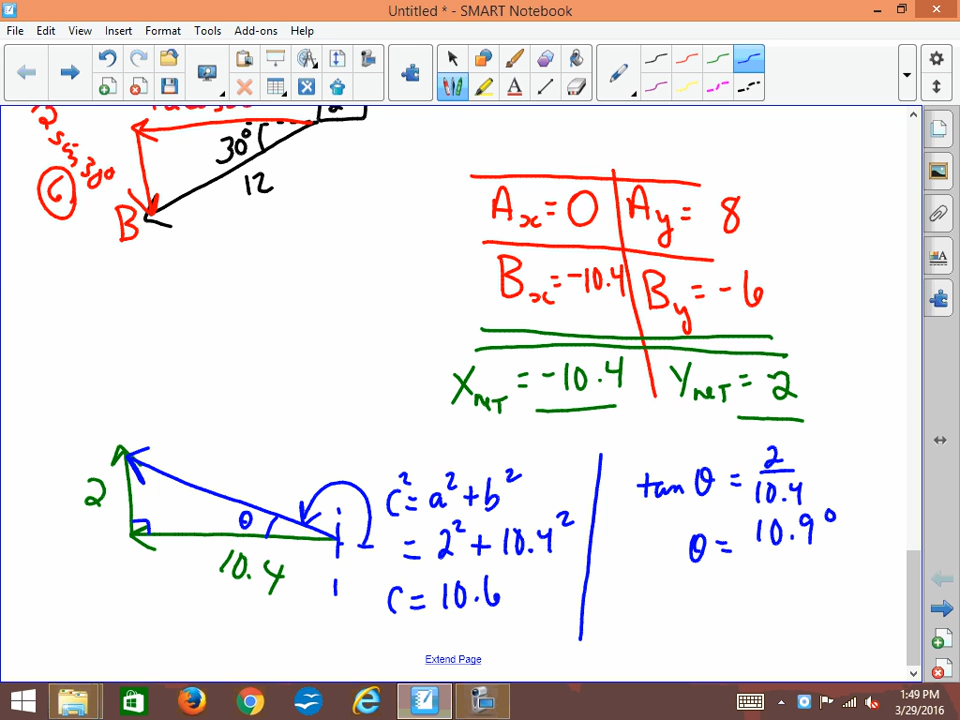 Untitled * - SMART Notebook
File Edit View Insert Format Tools Add-ons Help
30°
12
6
B
Ax = 0 Ay = 8
Bx = -10.4 By = -6
XNET = -10.4 YNET = 2
2
θ
10.4
c² = a² + b²
= 2² + 10.4²
c = 10.6
tan θ = 2/10.4
θ = 10.9°
Extend Page
1:49 PM
3/29/2016